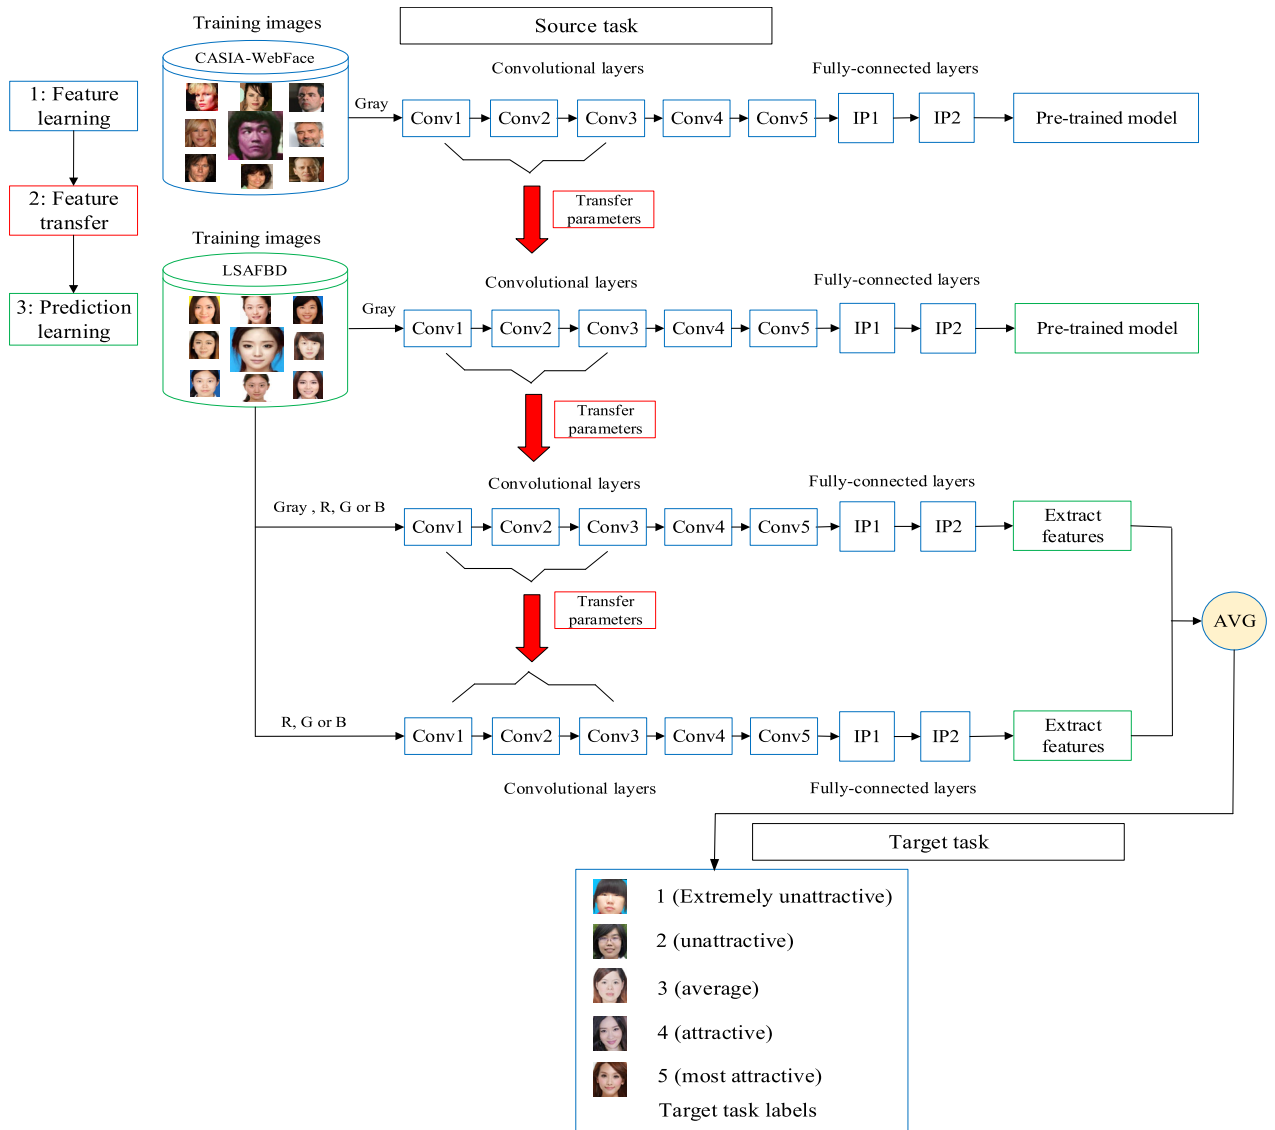 Training images
Source task
CASIA-WebFace
Convolutional layers
Fully-connected layers
1: Feature
learning
Gray
Conv1
Conv2
Conv3
Conv4
Conv5
IP1
IP2
Pre-trained model
2: Feature
transfer
Transfer
parameters
Training images
LSAFBD
Convolutional layers
Fully-connected layers
3: Prediction
learning
Gray
Conv1
Conv2
Conv3
Conv4
Conv5
IP1
IP2
Pre-trained model
Transfer
parameters
Convolutional layers
Fully-connected layers
Gray , R, G or B
Conv1
Conv2
Conv3
Conv4
Conv5
IP1
IP2
Extract
features
Transfer
parameters
AVG
R, G or B
Conv1
Conv2
Conv3
Conv4
Conv5
IP1
IP2
Extract
features
Convolutional layers
Fully-connected layers
Target task
1 (Extremely unattractive)
2 (unattractive)
3 (average)
4 (attractive)
5 (most attractive)
Target task labels